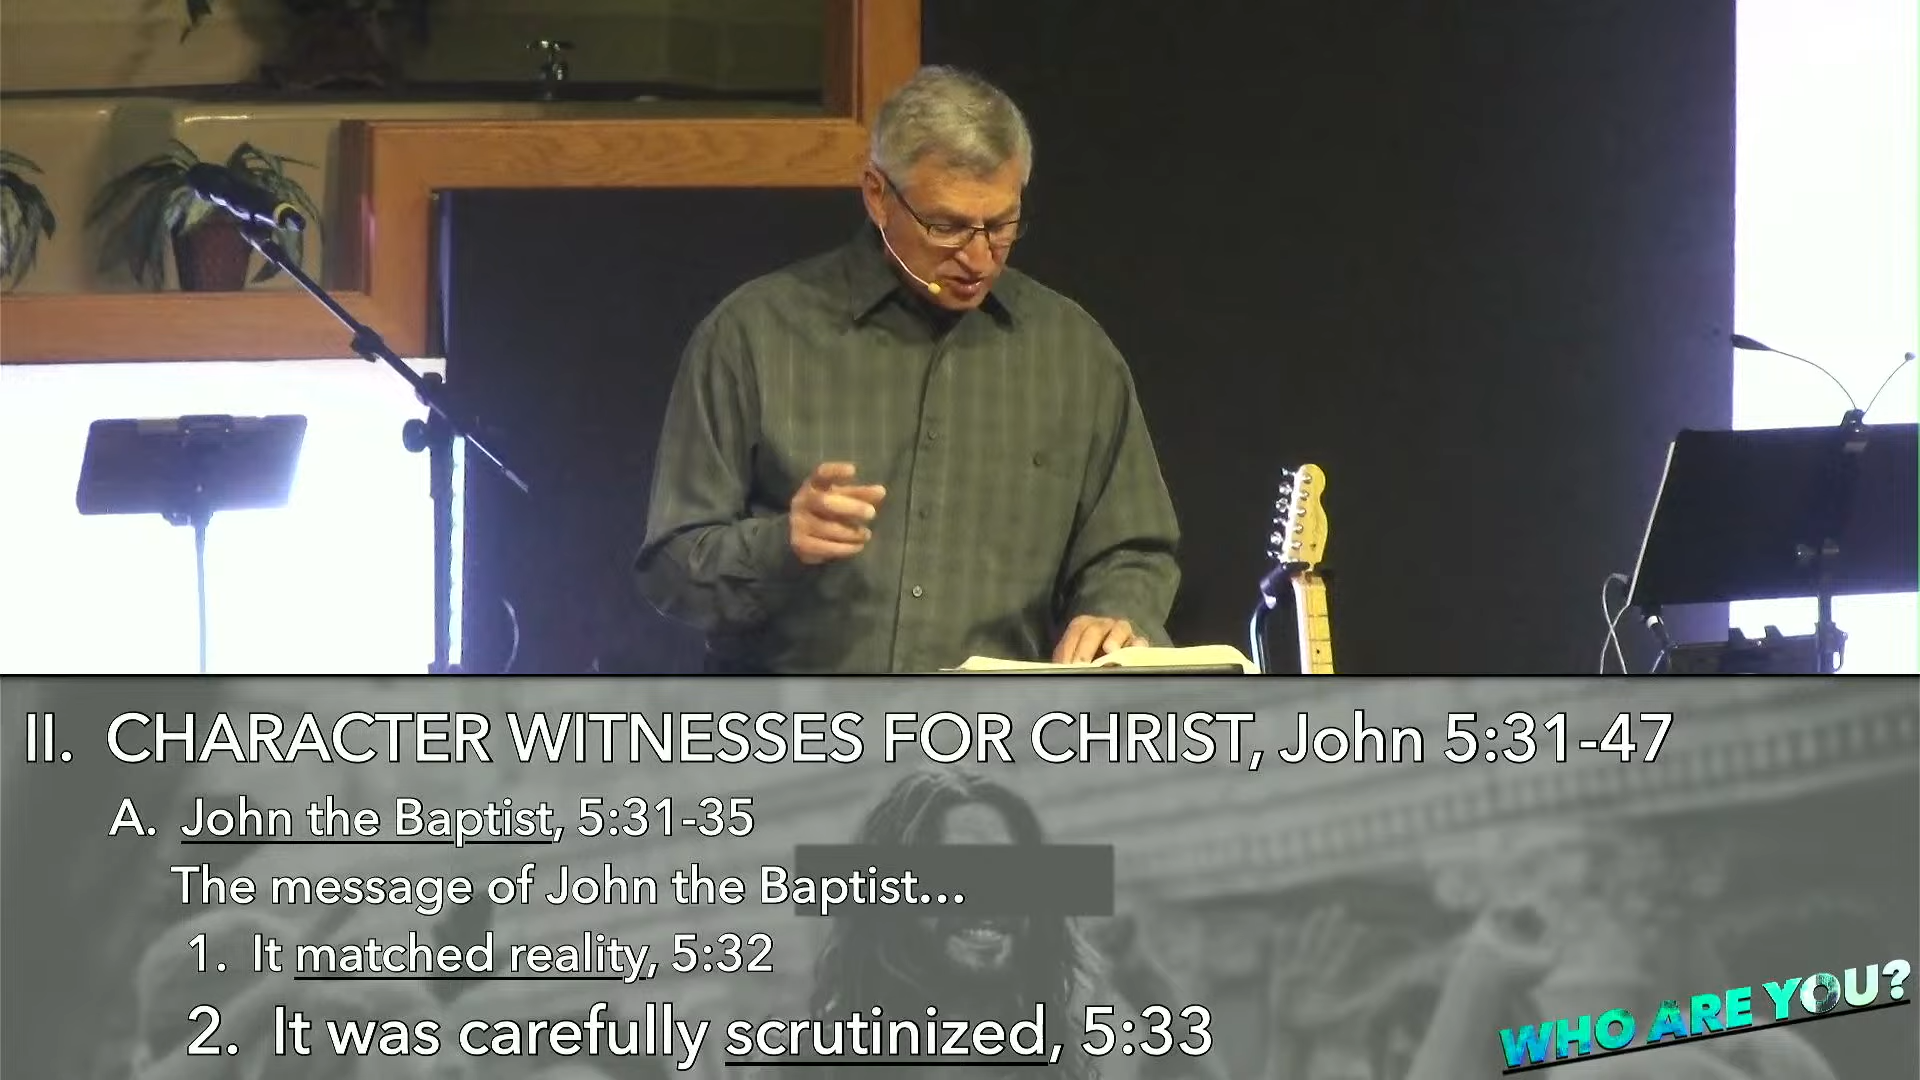 II. CHARACTER WITNESSES FOR CHRIST, John 5:31-47
A. John the Baptist, 5:31-35
The message of John the Baptist...
1. It matched reality, 5:32
2. It was carefully scrutinized, 5:33
WHO ARE YOU?